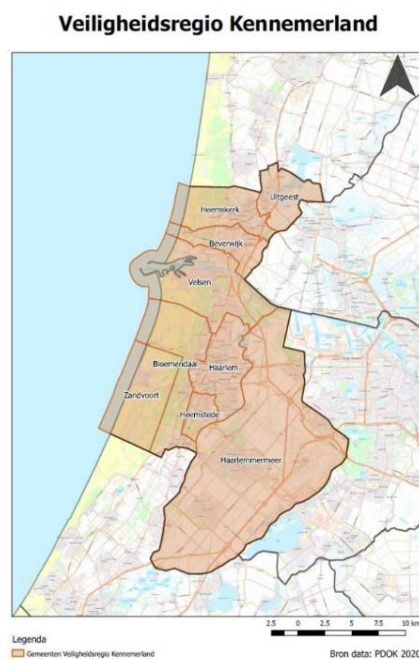 Veiligheidsregio Kennemerland
Uitgeest
Heemskerk
Beverwijk
Velsen
Bloemendaal
Haarlem
Zandvoort
Heemstede
Haarlemmermeer
2.5 0 2.5 5 7.5 10 km
Legenda
Gemeenten Veiligheidsregio Kennemerland
Bron data: PDOK 2020